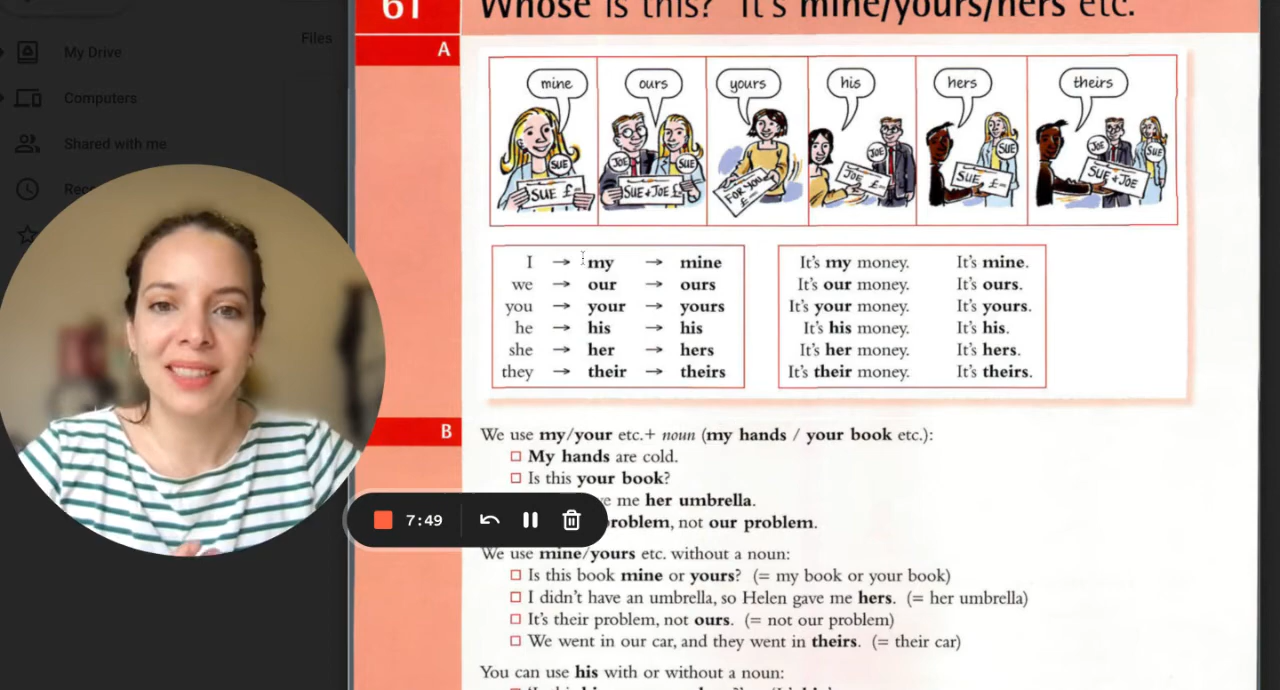 My Drive
Computers
Shared with me
Files
61
Whose is this? It's mine/yours/hers etc.
A
mine
ours
yours
his
hers
theirs
SUE
SUE £
JOE
SUE
SUE + JOE £
FOR YOU
JOE
JOE £=
SUE
SUE £=
JOE
SUE
SUE + JOE
I → my → mine
we → our → ours
you → your → yours
he → his → his
she → her → hers
they → their → theirs
It's my money. It's mine.
It's our money. It's ours.
It's your money. It's yours.
It's his money. It's his.
It's her money. It's hers.
It's their money. It's theirs.
B
We use my/your etc.+ noun (my hands / your book etc.):
My hands are cold.
Is this your book?
me her umbrella.
problem, not our problem.
7:49
We use mine/yours etc. without a noun:
Is this book mine or yours? (= my book or your book)
I didn't have an umbrella, so Helen gave me hers. (= her umbrella)
It's their problem, not ours. (= not our problem)
We went in our car, and they went in theirs. (= their car)
You can use his with or without a noun: